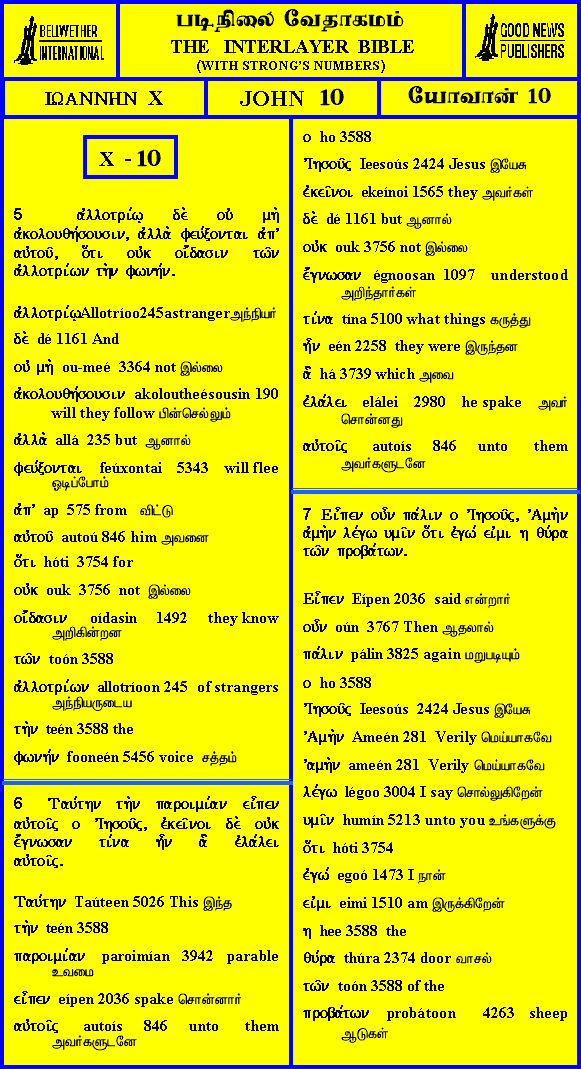 BELLWETHER
INTERNATIONAL
படிநிலை வேதாகமம்
THE INTERLAYER BIBLE
(WITH STRONG'S NUMBERS)
GOOD NEWS
PUBLISHERS
ΙΩΑΝΝΗΝ X
JOHN 10
யோவான் 10
X - 10
5 ἀλλοτρίῳ δὲ οὐ μὴ
ἀκολουθήσουσιν, ἀλλὰ φεύξονται ἀπ'
αὐτοῦ, ὅτι οὐκ οἴδασιν τῶν
ἀλλοτρίων τὴν φωνήν.
ἀλλοτρίῳAllotríoo245astrangerஅந்நியர்
δὲ dé 1161 And
οὐ μὴ ou-meé 3364 not இல்லை
ἀκολουθήσουσιν akoloutheésousin 190
will they follow பின்செல்லும்
ἀλλὰ allá 235 but ஆனால்
φεύξονται feúxontai 5343 will flee
ஓடிப்போம்
ἀπ' ap 575 from விட்டு
αὐτοῦ autoú 846 him அவனை
ὅτι hóti 3754 for
οὐκ ouk 3756 not இல்லை
οἴδασιν oídasin 1492 they know
அறிகின்றன
τῶν toón 3588
ἀλλοτρίων allotríoon 245 of strangers
அந்நியருடைய
τὴν teén 3588 the
φωνήν fooneén 5456 voice சத்தம்
6 Ταύτην τὴν παροιμίαν εἶπεν
αὐτοῖς ο Ἰησοῦς, ἐκεῖνοι δὲ οὐκ
ἔγνωσαν τίνα ἦν ἃ ἐλάλει
αὐτοῖς.
Ταύτην Taúteen 5026 This இந்த
τὴν teén 3588
παροιμίαν paroimían 3942 parable
உவமை
εἶπεν eípen 2036 spake சொன்னார்
αὐτοῖς autoís 846 unto them
அவர்களுடனே
ο ho 3588
Ἰησοῦς Ieesoús 2424 Jesus இயேசு
ἐκεῖνοι ekeínoi 1565 they அவர்கள்
δὲ dé 1161 but ஆனால்
οὐκ ouk 3756 not இல்லை
ἔγνωσαν égnoosan 1097 understood
அறிந்தார்கள்
τίνα tína 5100 what things கருத்து
ἦν eén 2258 they were இருந்தன
ἃ há 3739 which அவை
ἐλάλει elálei 2980 he spake அவர்
சொன்னது
αὐτοῖς autoís 846 unto them
அவர்களுடனே
7 Εἶπεν οὖν πάλιν ο Ἰησοῦς, Ἀμὴν
ἀμὴν λέγω υμῖν ὅτι ἐγώ εἰμι η θύρα
τῶν προβάτων.
Εἶπεν Eípen 2036 said என்றார்
οὖν oún 3767 Then ஆதலால்
πάλιν pálin 3825 again மறுபடியும்
ο ho 3588
Ἰησοῦς Ieesoús 2424 Jesus இயேசு
Ἀμὴν Ameén 281 Verily மெய்யாகவே
ἀμὴν ameén 281 Verily மெய்யாகவே
λέγω légoo 3004 I say சொல்லுகிறேன்
υμῖν humín 5213 unto you உங்களுக்கு
ὅτι hóti 3754
ἐγώ egoó 1473 I நான்
εἰμι eimi 1510 am இருக்கிறேன்
η hee 3588 the
θύρα thúra 2374 door வாசல்
τῶν toón 3588 of the
προβάτων probátoon 4263 sheep
ஆடுகள்